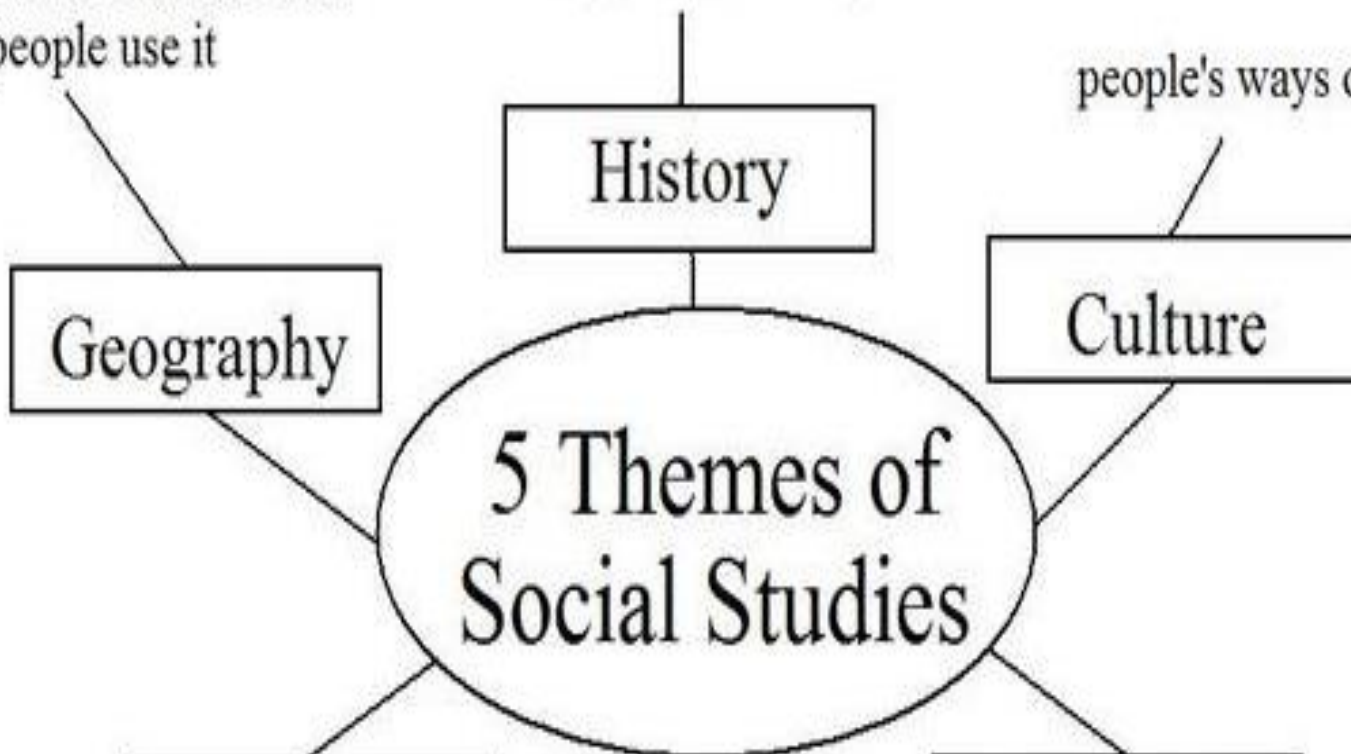 people use it
people's ways
History
Culture
Geography
5 Themes of
Social Studies